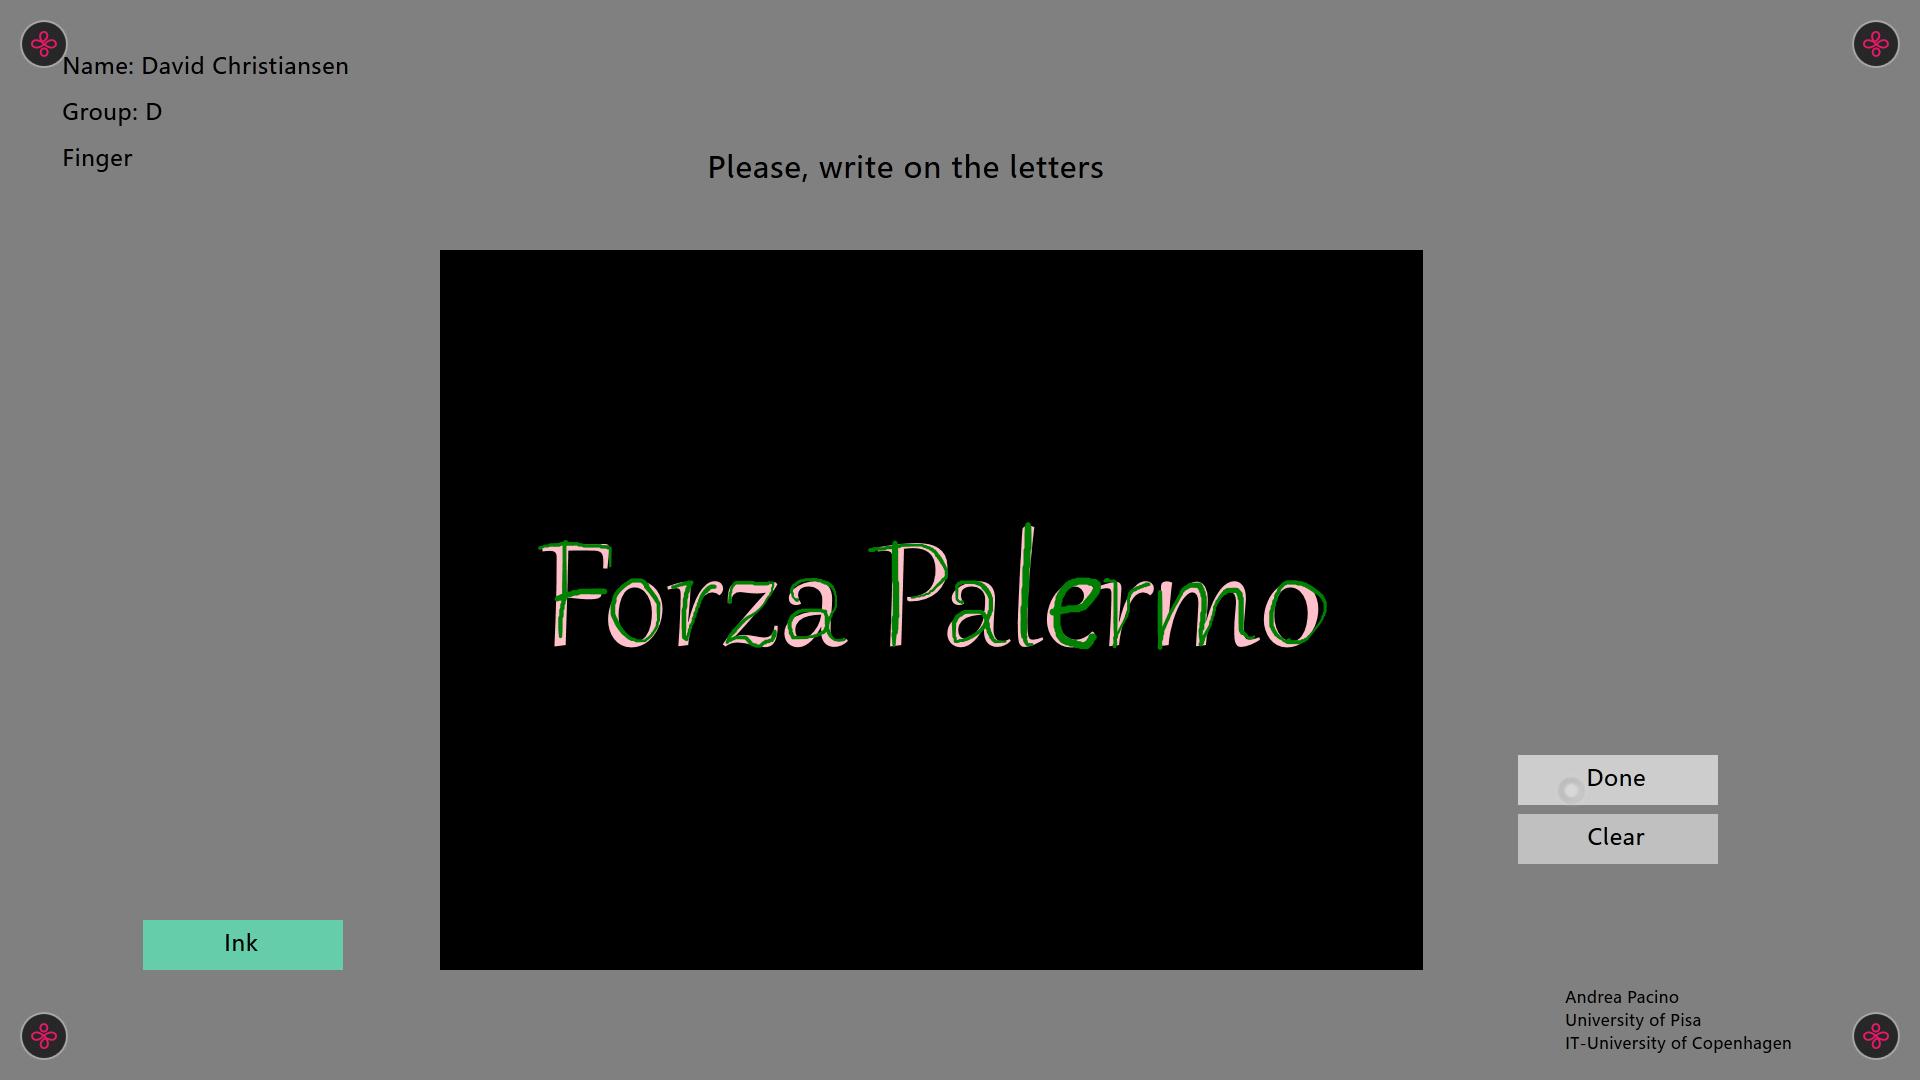 Name: David Christiansen
Group: D
Finger
Please, write on the letters
Forza Palermo
Done
Clear
Ink
Andrea Pacino
University of Pisa
IT-University of Copenhagen